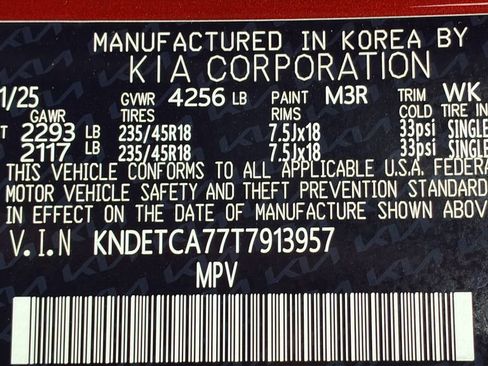 MANUFACTURED IN KOREA BY
KIA CORPORATION
1/25 GVWR 4256 LB PAINT M3R TRIM WK
GAWR TIRES RIMS COLD TIRE IN
T 2293 LB 235/45R18 7.5Jx18 33psi SINGLE
2117 LB 235/45R18 7.5Jx18 33psi SINGLE
THIS VEHICLE CONFORMS TO ALL APPLICABLE U.S.A. FEDERA
MOTOR VEHICLE SAFETY AND THEFT PREVENTION STANDARD
IN EFFECT ON THE DATE OF MANUFACTURE SHOWN ABOVE
V.I.N KNDETCA77T7913957
MPV